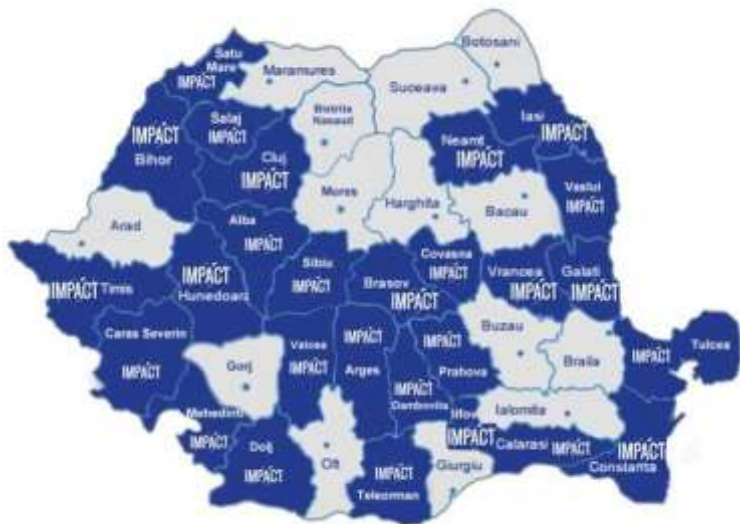 Botosani
Satu
Mare
IMPACT
Maramures
Suceava
Bistrita
Nasaud
Salaj
IMPACT
IMPACT
Bihor
Cluj
IMPACT
Neamt
IMPACT
Iasi
IMPACT
Mures
Harghita
Bacau
Vaslui
IMPACT
Arad
Alba
IMPACT
Sibiu
IMPACT
Covasna
IMPACT
Brasov
IMPACT
Vrancea
IMPACT
Galati
IMPACT
IMPACT Timis
IMPACT
Hunedoara
Caras Severin
IMPACT
Gorj
Valcea
IMPACT
IMPACT
Arges
Prahova
IMPACT
IMPACT
Dambovita
Buzau
Braila
IMPACT
Tulcea
Mehedinti
IMPACT
Dolj
IMPACT
Olt
IMPACT
Teleorman
Ilfov
IMPACT
Giurgiu
Ialomita
Calarasi
IMPACT
IMPACT
Constanta